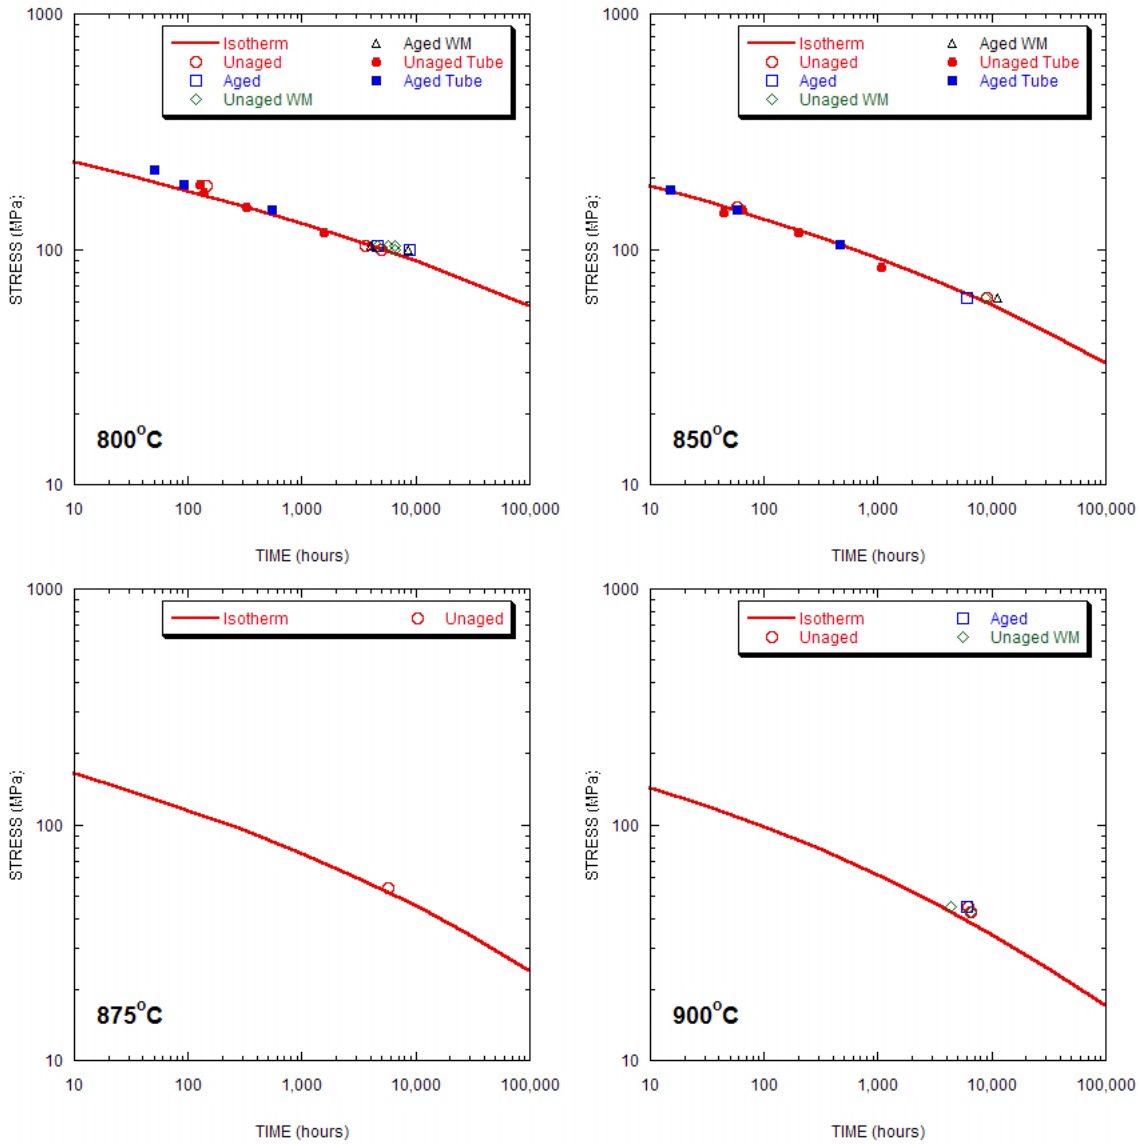 1000
Isotherm
Aged WM
Unaged
Unaged Tube
Aged
Aged Tube
Unaged WM
STRESS (MPa)
100
800°C
10
10 100 1,000 10,000 100,000
TIME (hours)
1000
Isotherm
Aged WM
Unaged
Unaged Tube
Aged
Aged Tube
Unaged WM
STRESS (MPa)
100
850°C
10
10 100 1,000 10,000 100,000
TIME (hours)
1000
Isotherm
Unaged
STRESS (MPa)
100
875°C
10
10 100 1,000 10,000 100,000
TIME (hours)
1000
Isotherm
Aged
Unaged
Unaged WM
STRESS (MPa)
100
900°C
10
10 100 1,000 10,000 100,000
TIME (hours)